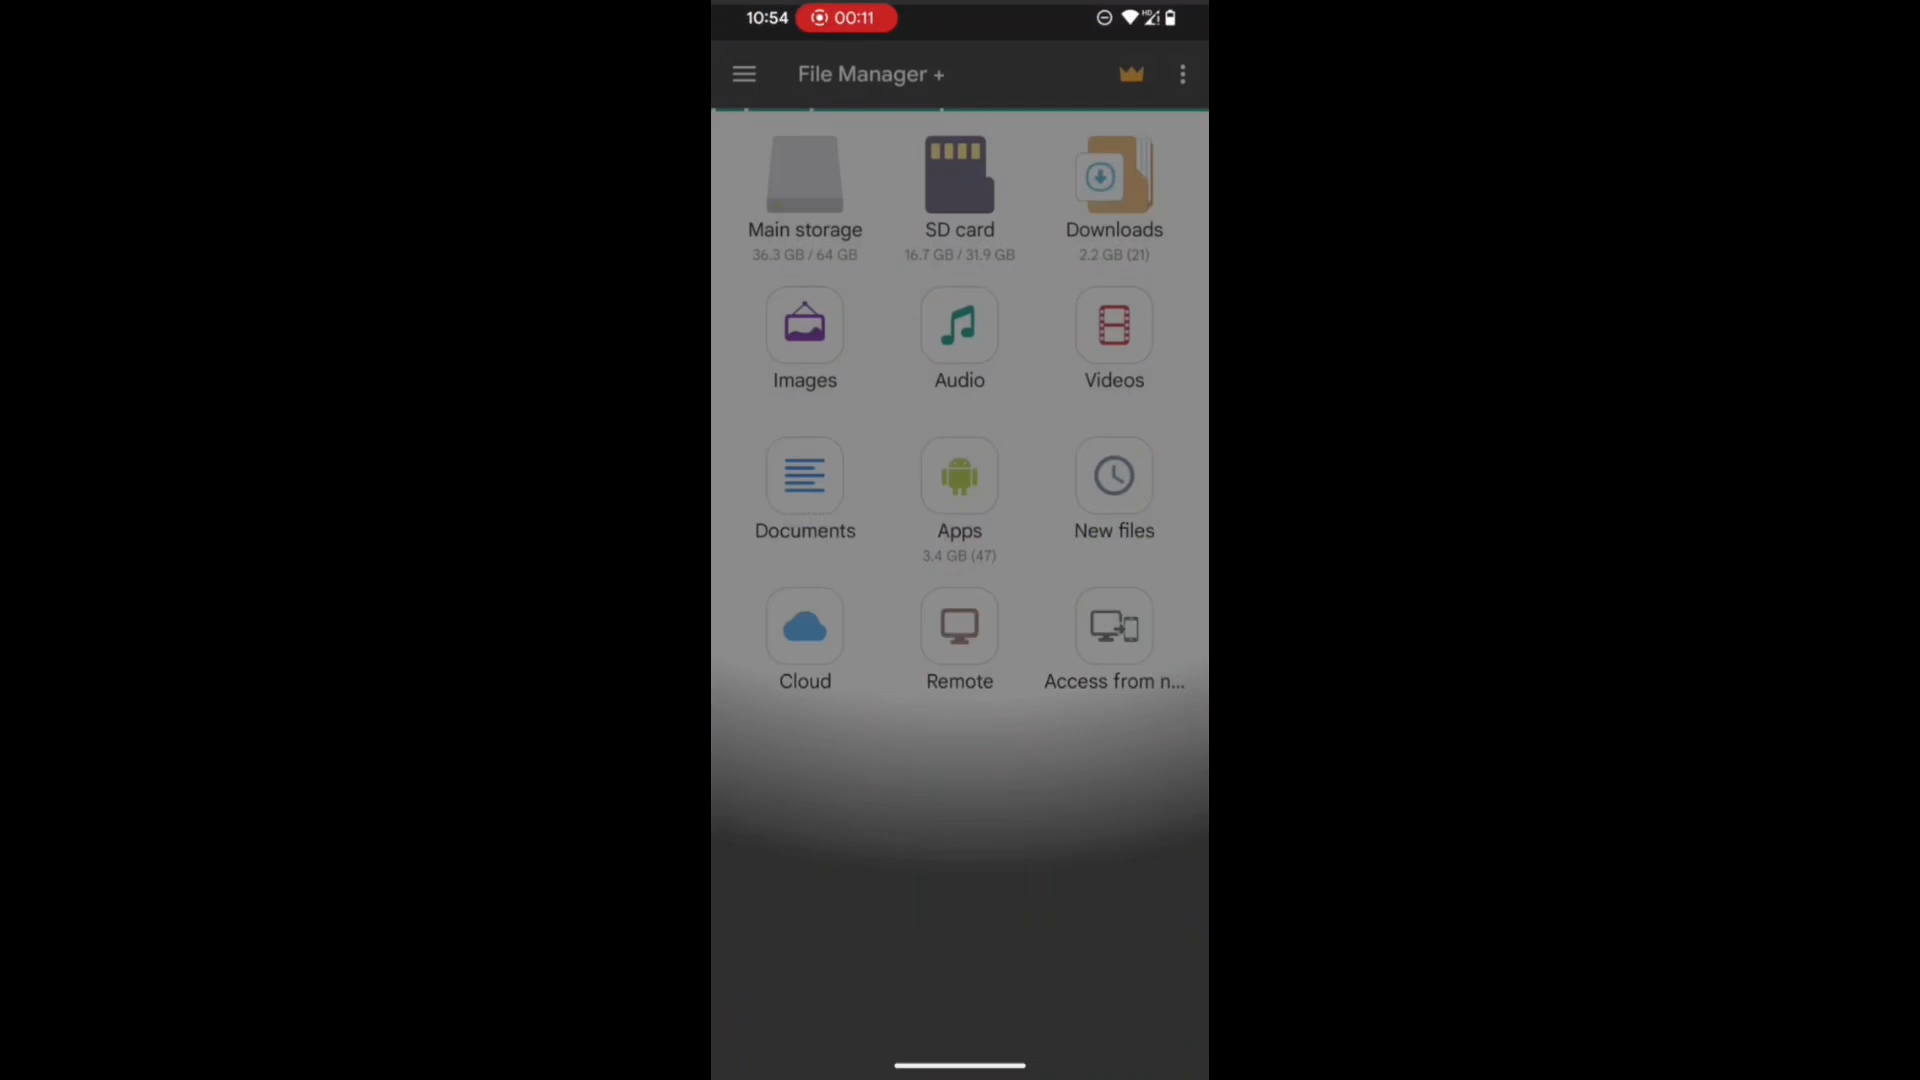 10:54 00:11
File Manager +
Main storage SD card Downloads
36.3 GB / 64 GB 16.7 GB / 31.9 GB 2.2 GB (21)
Images Audio Videos
Documents Apps New files
3.4 GB (47)
Cloud Remote Access from n...